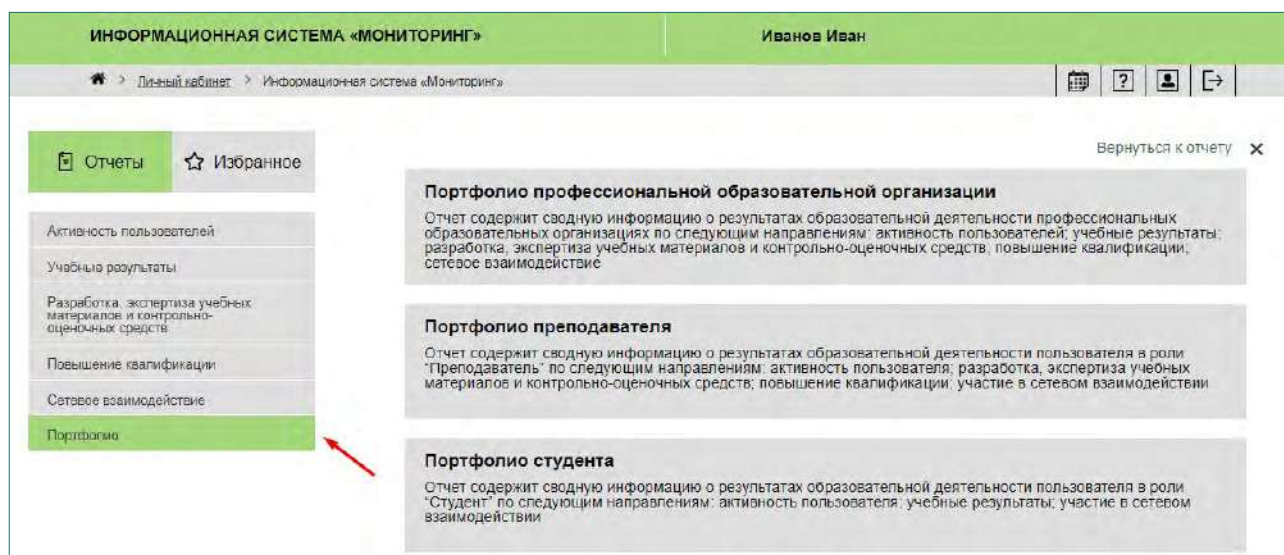 ИНФОРМАЦИОННАЯ СИСТЕМА «МОНИТОРИНГ»
Иванов Иван
> Личный кабинет > Информационная система «Мониторинг»
?
Отчеты
Избранное
Вернуться к отчету
Активность пользователей
Учебные результаты
Разработка, экспертиза учебных
материалов и контрольно-
оценочных средств
Повышение квалификации
Сетевое взаимодействие
Портфолио
Портфолио профессиональной образовательной организации
Отчет содержит сводную информацию о результатах образовательной деятельности профессиональных
образовательных организациях по следующим направлениям: активность пользователей; учебные результаты;
разработка, экспертиза учебных материалов и контрольно-оценочных средств; повышение квалификации;
сетевое взаимодействие
Портфолио преподавателя
Отчет содержит сводную информацию о результатах образовательной деятельности пользователя в роли
"Преподаватель" по следующим направлениям: активность пользователя; разработка, экспертиза учебных
материалов и контрольно-оценочных средств; повышение квалификации; участие в сетевом взаимодействии
Портфолио студента
Отчет содержит сводную информацию о результатах образовательной деятельности пользователя в роли
"Студент" по следующим направлениям: активность пользователя; учебные результаты; участие в сетевом
взаимодействии